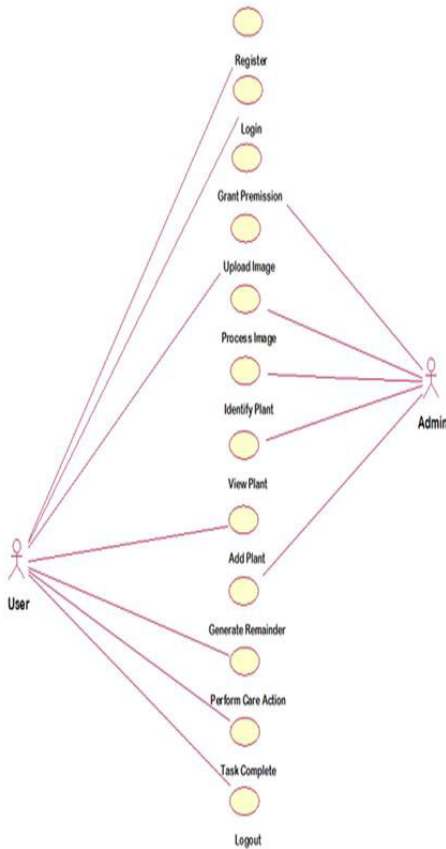 Register
Login
Grant Premission
Upload Image
Process Image
Identify Plant
Admin
View Plant
Add Plant
User
Generate Remainder
Perform Care Action
Task Complete
Logout